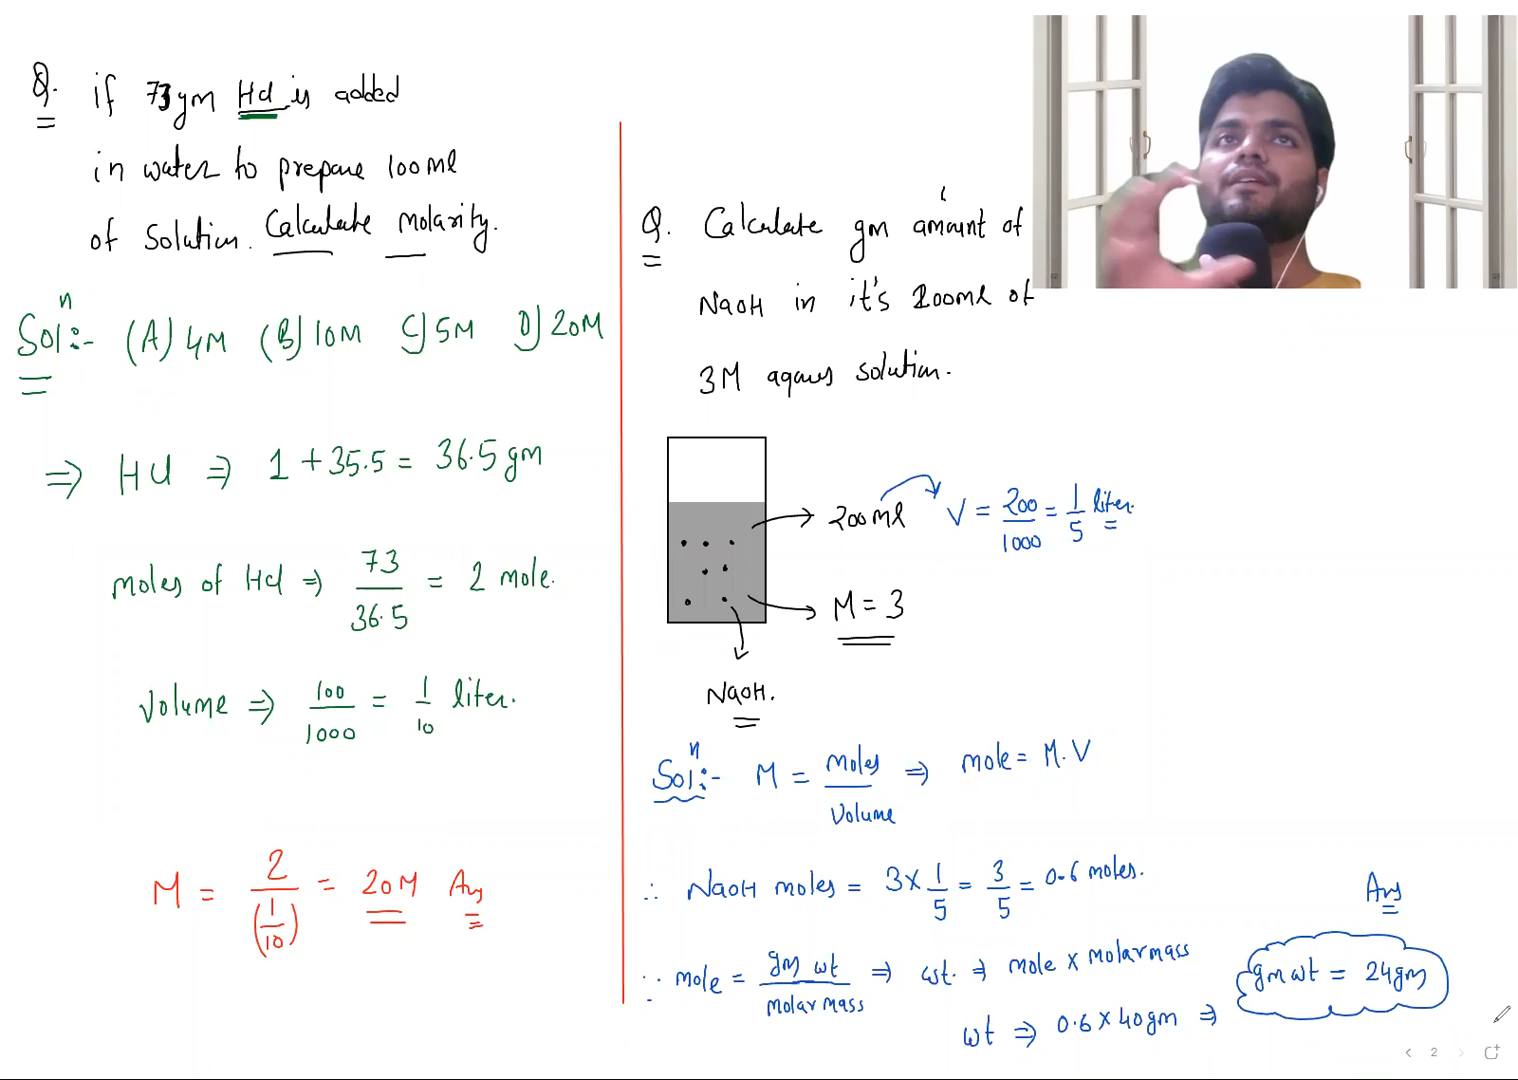 Q. if 73gm HCl is added
in water to prepare 100ml
of Solution. Calculate molarity.
Soln:- (A) 4M (B) 10M C) 5M D) 20M
⇒ HCl ⇒ 1 + 35.5 = 36.5 gm
moles of HCl ⇒ 73/36.5 = 2 mole.
Volume ⇒ 100/1000 = 1/10 liter.
M = 2/(1/10) = 20M Ans
Q. Calculate gm amount of
NaOH in it's 200ml of
3M aqaus solution.
200ml V = 200/1000 = 1/5 liter.
M = 3
NaOH.
Soln:- M = moles/Volume ⇒ mole = M.V
∴ NaOH moles = 3 × 1/5 = 3/5 = 0.6 moles.
Ans
∵ mole = gm wt/molar mass ⇒ wt. ⇒ mole × molar mass
gm wt = 24gm
wt ⇒ 0.6 × 40gm ⇒
< 2 >